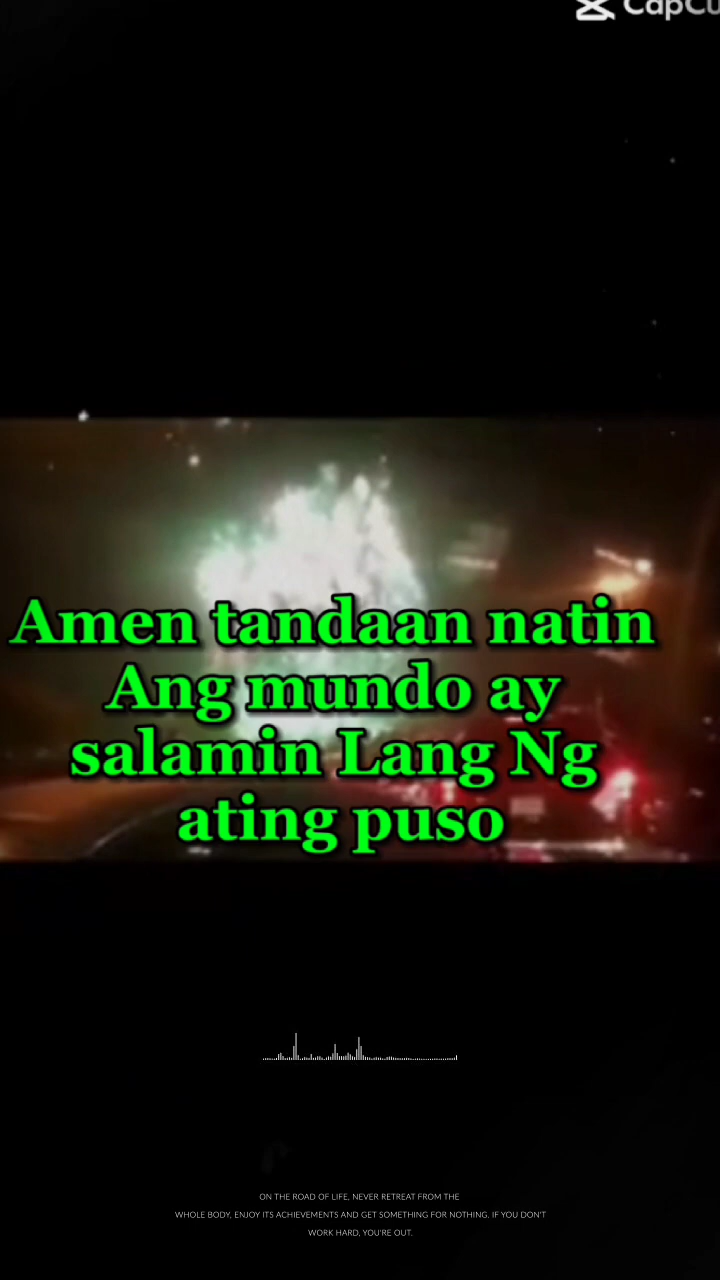 CapCu
Amen tandaan natin
Ang mundo ay
salamin Lang Ng
ating puso
ON THE ROAD OF LIFE, NEVER RETREAT FROM THE
WHOLE BODY, ENJOY ITS ACHIEVEMENTS AND GET SOMETHING FOR NOTHING. IF YOU DON'T
WORK HARD, YOU'RE OUT.